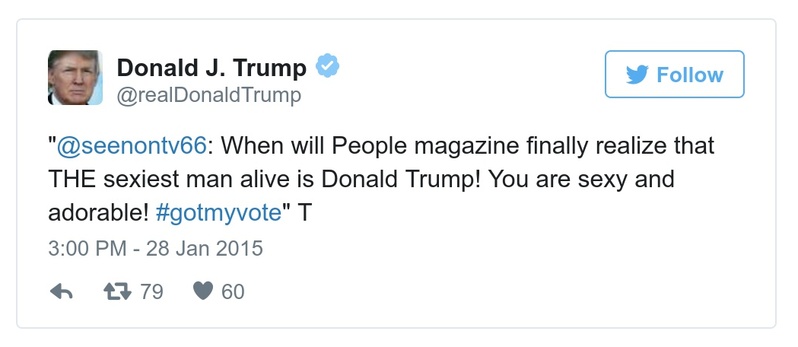 Donald J. Trump
@realDonaldTrump
Follow
"@seenontv66: When will People magazine finally realize that
THE sexiest man alive is Donald Trump! You are sexy and
adorable! #gotmyvote" T
3:00 PM - 28 Jan 2015
79 60